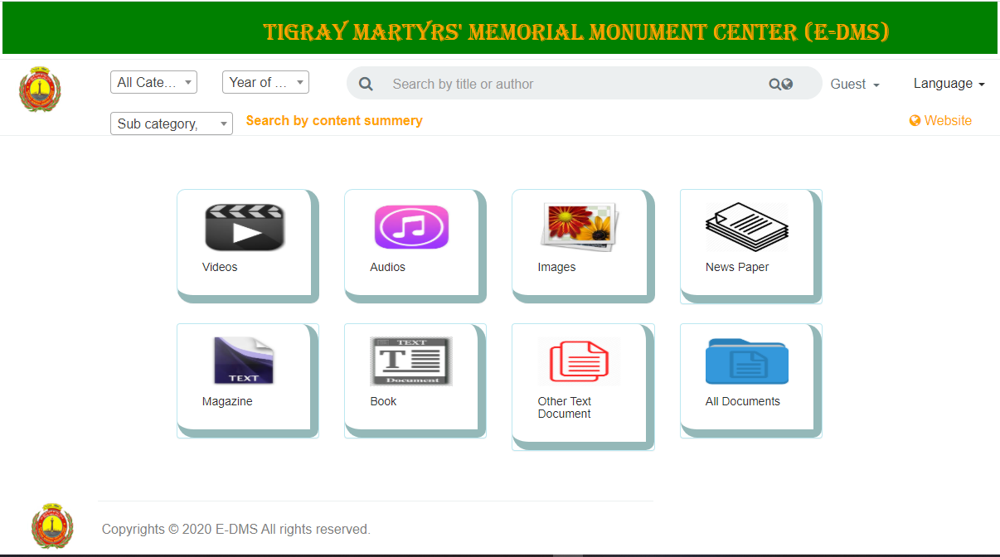 TIGRAY MARTYRS' MEMORIAL MONUMENT CENTER (E-DMS)
All Cate...
Year of ...
Search by title or author
Guest
Language
Sub category,
Search by content summery
Website
Videos
Audios
Images
News Paper
TEXT
TEXT
T
Document
Magazine
Book
Other Text
Document
All Documents
Copyrights © 2020 E-DMS All rights reserved.